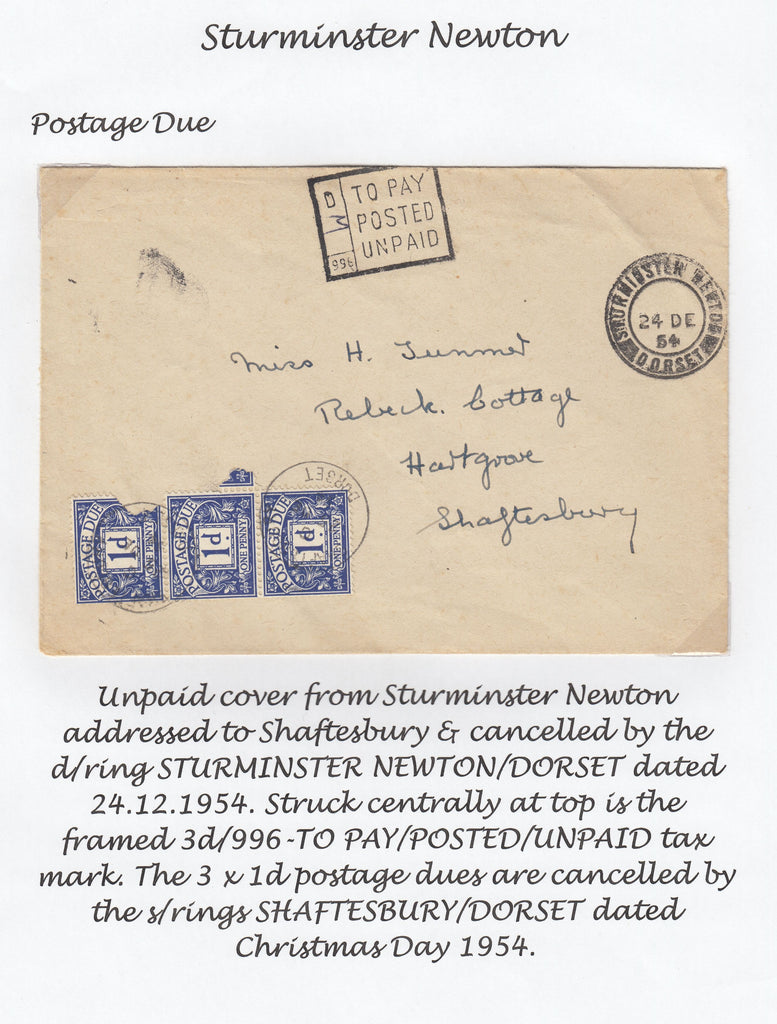 Sturminster Newton
Postage Due
D
996
TO PAY
POSTED
UNPAID
STURMINSTER NEWTON
24 DE
54
DORSET
Miss H.
Rebeck. Cottage
Hartgrove
Shaftesbury
DORSET
POSTAGE DUE
1d.
ONE PENNY
POSTAGE DUE
1d.
ONE PENNY
POSTAGE DUE
1d.
ONE PENNY
Unpaid cover from Sturminster Newton
addressed to Shaftesbury & cancelled by the
d/ring STURMINSTER NEWTON/DORSET dated
24.12.1954. Struck centrally at top is the
framed 3d/996-TO PAY/POSTED/UNPAID tax
mark. The 3 x 1d postage dues are cancelled by
the s/rings SHAFTESBURY/DORSET dated
Christmas Day 1954.